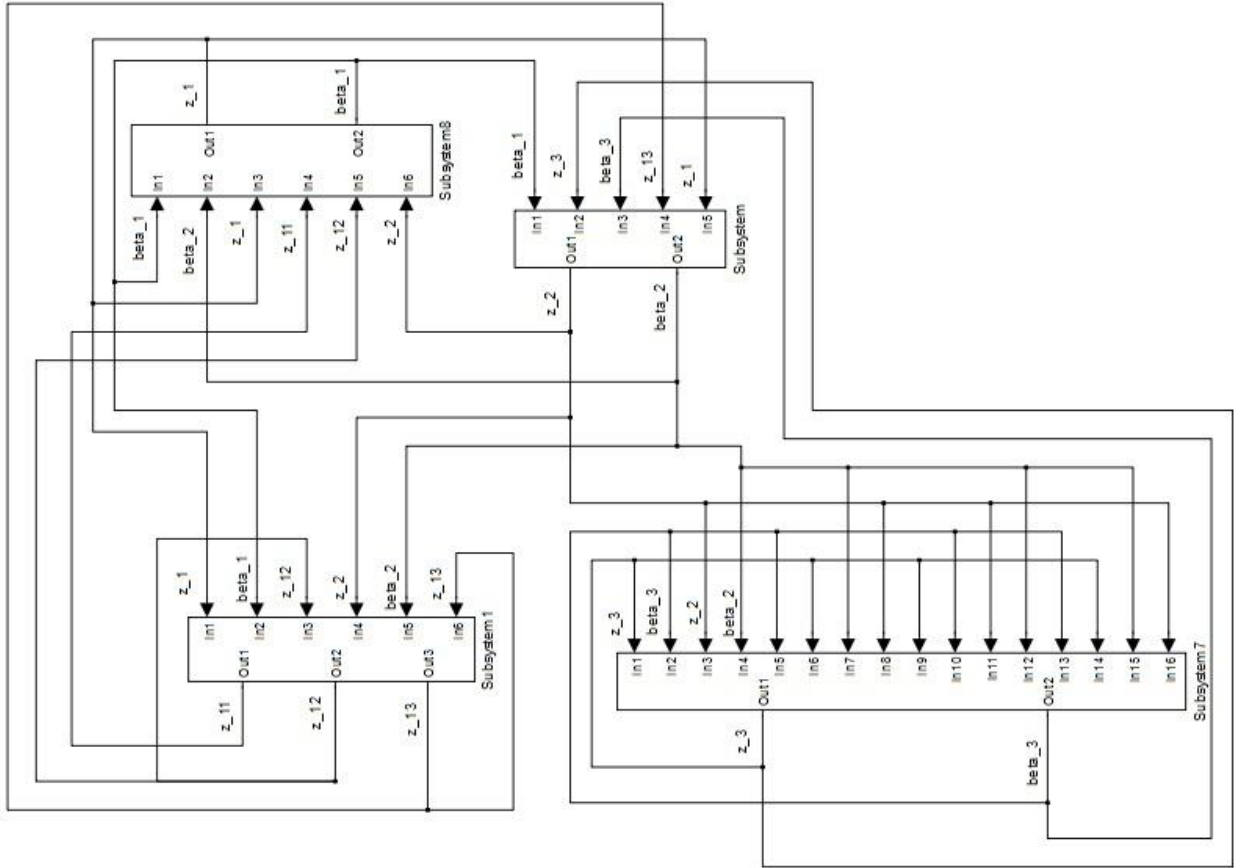 z_1
beta_1
Out1
Out2
In1
In2
In3
In4
In5
In6
Subsystem8
beta_1
beta_2
z_1
z_11
z_12
z_2
beta_1
z_3
beta_3
z_13
z_1
In1
In2
In3
In4
In5
Out1
Out2
Subsystem
z_2
beta_2
z_1
beta_1
z_12
z_2
beta_2
z_13
In1
In2
In3
In4
In5
In6
Out1
Out2
Out3
Subsystem1
z_11
z_12
z_13
z_3
beta_3
z_2
beta_2
In1
In2
In3
In4
In5
In6
In7
In8
In9
In10
In11
In12
In13
In14
In15
In16
Out1
Out2
Subsystem7
z_3
beta_3